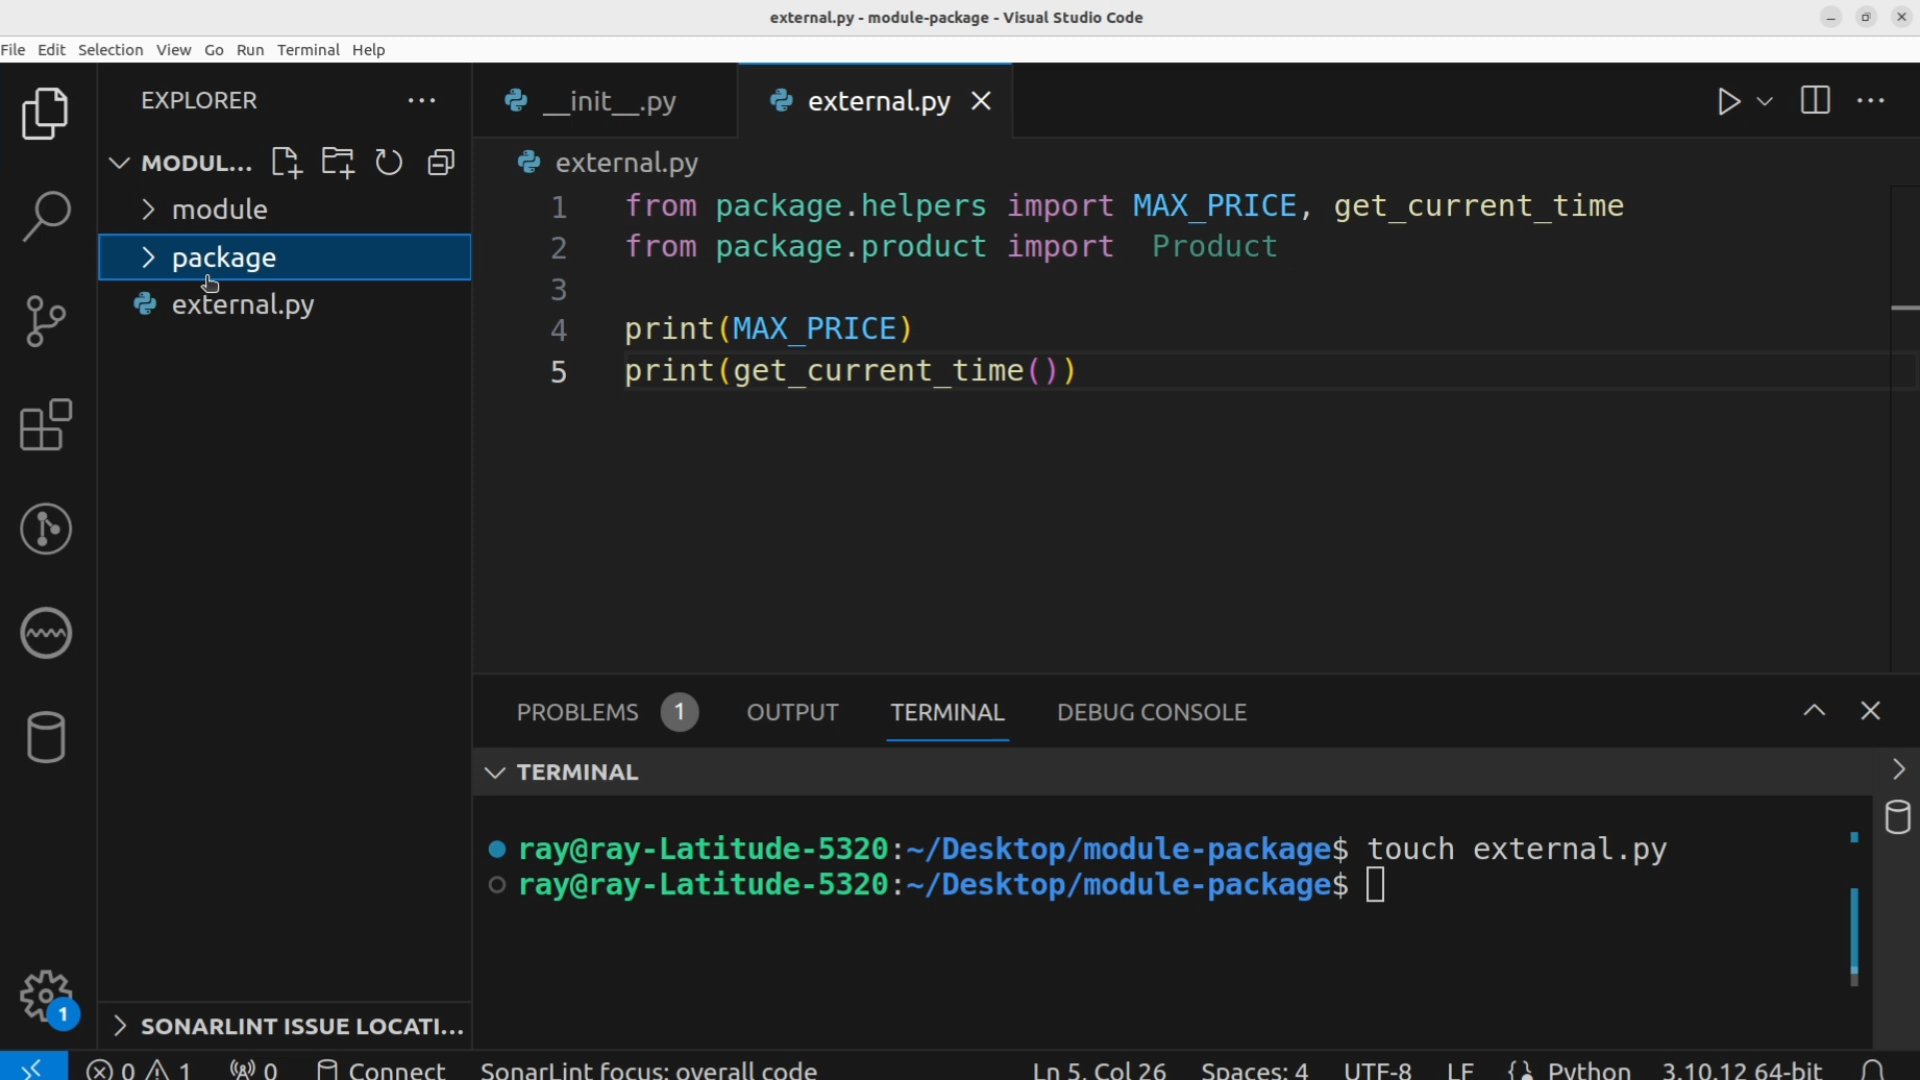 external.py - module-package - Visual Studio Code
File Edit Selection View Go Run Terminal Help
EXPLORER
MODUL...
module
package
external.py
__init__.py
external.py
external.py
1 from package.helpers import MAX_PRICE, get_current_time
2 from package.product import  Product
3
4 print(MAX_PRICE)
5 print(get_current_time())
PROBLEMS 1 OUTPUT TERMINAL DEBUG CONSOLE
TERMINAL
ray@ray-Latitude-5320:~/Desktop/module-package$ touch external.py
ray@ray-Latitude-5320:~/Desktop/module-package$
1
SONARLINT ISSUE LOCATI...
0 1 0 Connect SonarLint focus: overall code Ln 5, Col 26 Spaces: 4 UTF-8 LF {} Python 3.10.12 64-bit